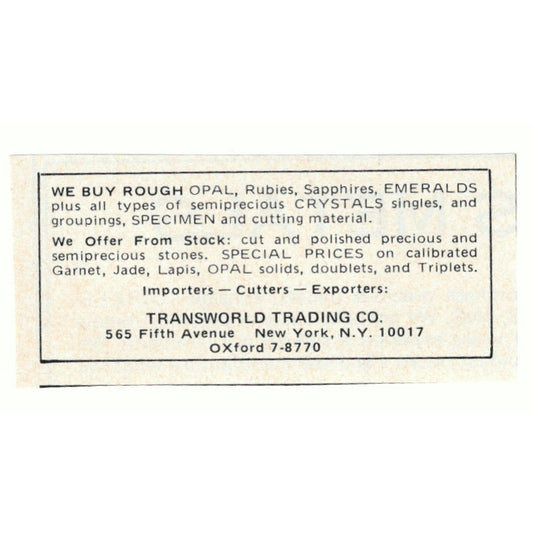 WE BUY ROUGH OPAL, Rubies, Sapphires, EMERALDS
plus all types of semiprecious CRYSTALS singles, and
groupings, SPECIMEN and cutting material.
We Offer From Stock: cut and polished precious and
semiprecious stones. SPECIAL PRICES on calibrated
Garnet, Jade, Lapis, OPAL solids, doublets, and Triplets.
Importers — Cutters — Exporters:
TRANSWORLD TRADING CO.
565 Fifth Avenue New York, N.Y. 10017
OXford 7-8770